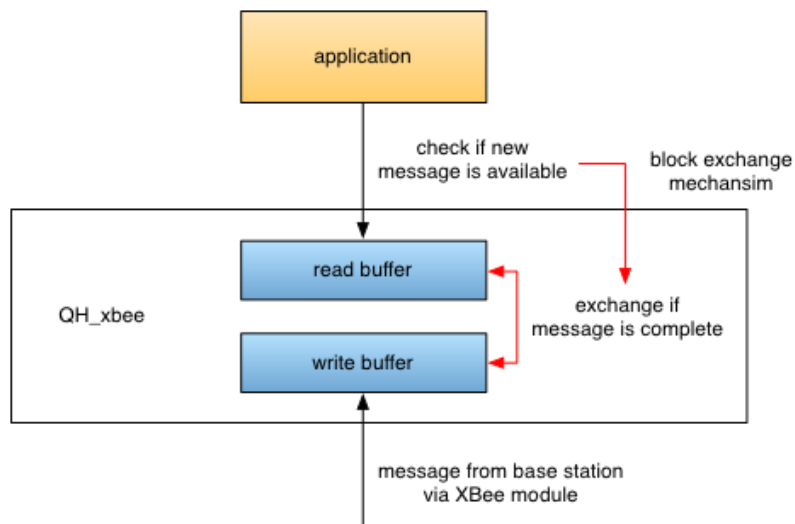 application
check if new
message is available
block exchange
mechansim
read buffer
QH_xbee
exchange if
message is complete
write buffer
message from base station
via XBee module